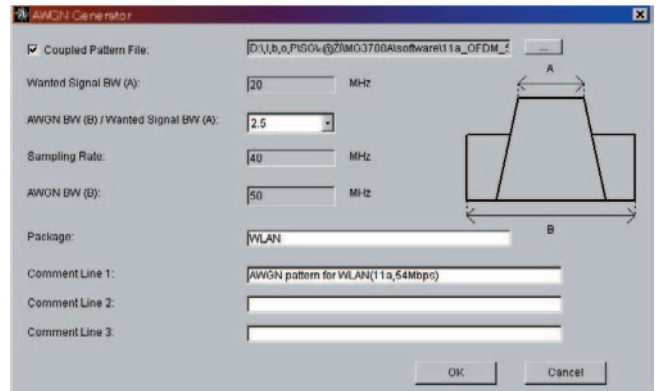 AWGN Generator
Coupled Pattern File:
...
A
Wanted Signal BW (A): 20 MHz
AWGN BW (B) / Wanted Signal BW (A): 2.5
Sampling Rate: 40 MHz
AWGN BW (B): 50 MHz
B
Package: WLAN
Comment Line 1: AWGN pattern for WLAN(11a,54Mbps)
Comment Line 2:
Comment Line 3:
OK Cancel